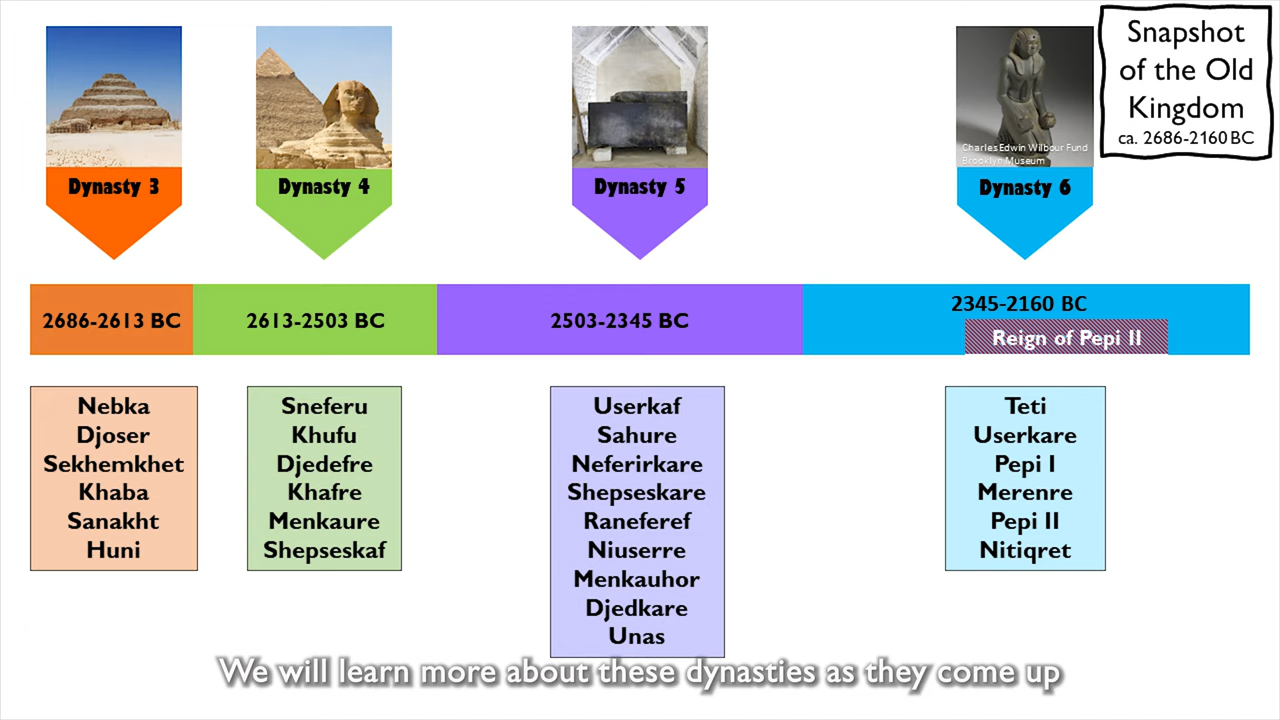 Snapshot
of the Old
Kingdom
ca. 2686-2160 BC
Charles Edwin Wilbour Fund
Brooklyn Museum
Dynasty 3
Dynasty 4
Dynasty 5
Dynasty 6
2686-2613 BC
2613-2503 BC
2503-2345 BC
2345-2160 BC
Reign of Pepi II
Nebka
Djoser
Sekhemkhet
Khaba
Sanakht
Huni
Sneferu
Khufu
Djedefre
Khafre
Menkaure
Shepseskaf
Userkaf
Sahure
Neferirkare
Shepseskare
Raneferef
Niuserre
Menkauhor
Djedkare
Unas
Teti
Userkare
Pepi I
Merenre
Pepi II
Nitiqret
We will learn more about these dynasties as they come up